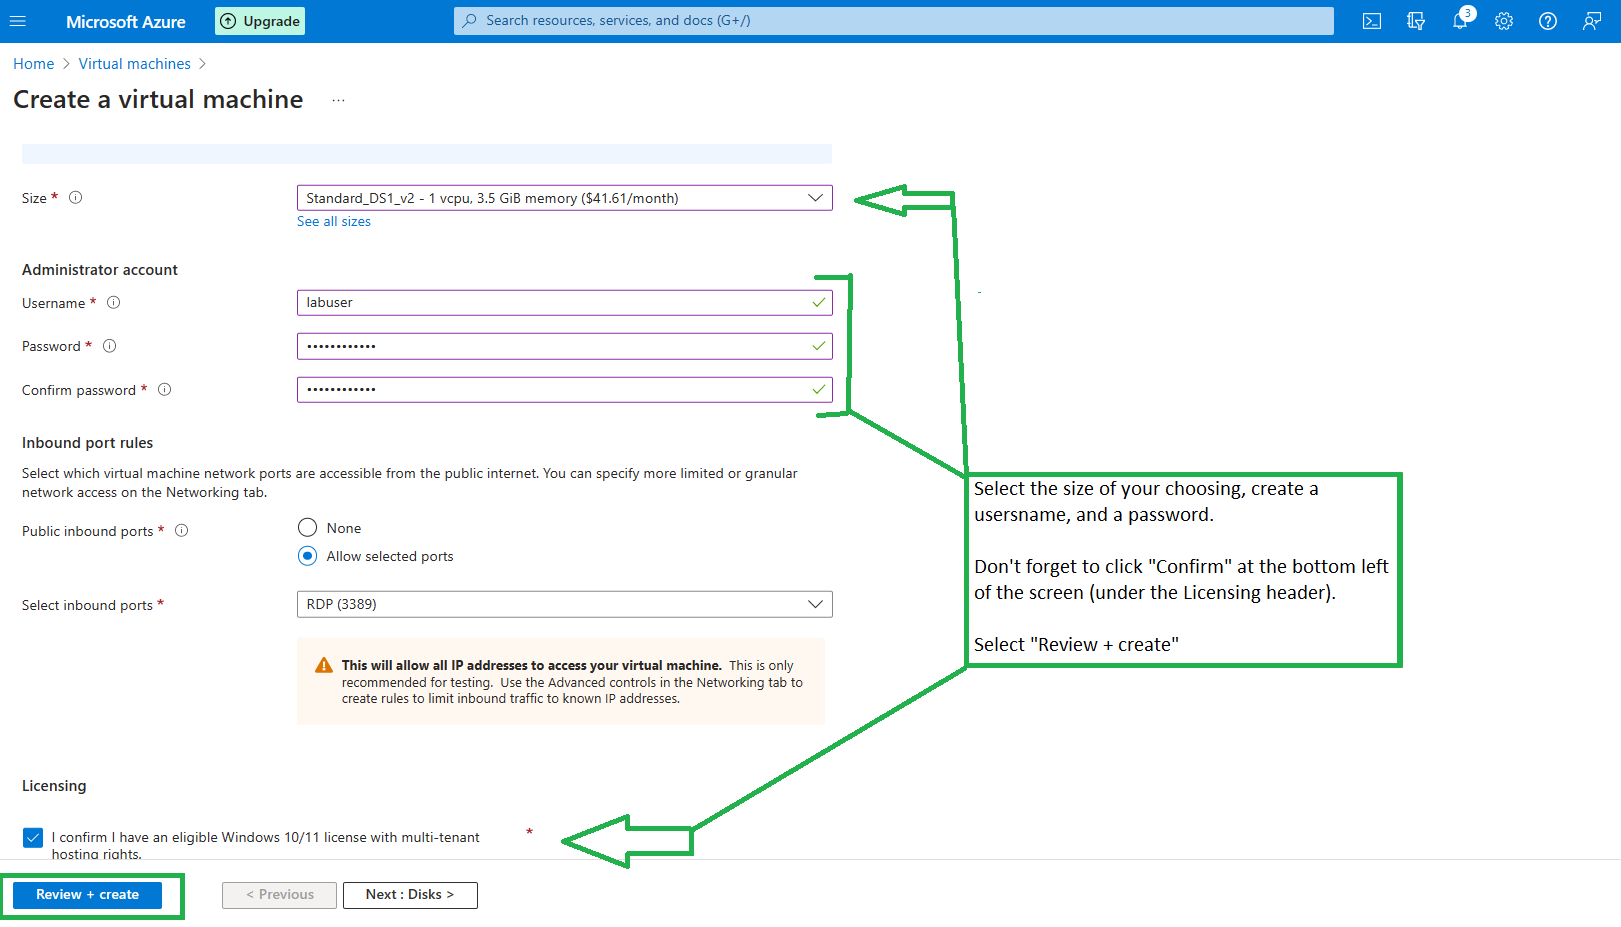 Microsoft Azure
Upgrade
Search resources, services, and docs (G+/)
3
Home > Virtual machines >
Create a virtual machine ...
Size *
Standard_DS1_v2 - 1 vcpu, 3.5 GiB memory ($41.61/month)
See all sizes
Administrator account
Username *
labuser
Password *
••••••••••••
Confirm password *
••••••••••••
Inbound port rules
Select which virtual machine network ports are accessible from the public internet. You can specify more limited or granular
network access on the Networking tab.
Public inbound ports *
None
Allow selected ports
Select inbound ports *
RDP (3389)
This will allow all IP addresses to access your virtual machine. This is only
recommended for testing. Use the Advanced controls in the Networking tab to
create rules to limit inbound traffic to known IP addresses.
Select the size of your choosing, create a
usersname, and a password.
Don't forget to click "Confirm" at the bottom left
of the screen (under the Licensing header).
Select "Review + create"
Licensing
I confirm I have an eligible Windows 10/11 license with multi-tenant *
hosting rights.
Review + create
< Previous
Next : Disks >